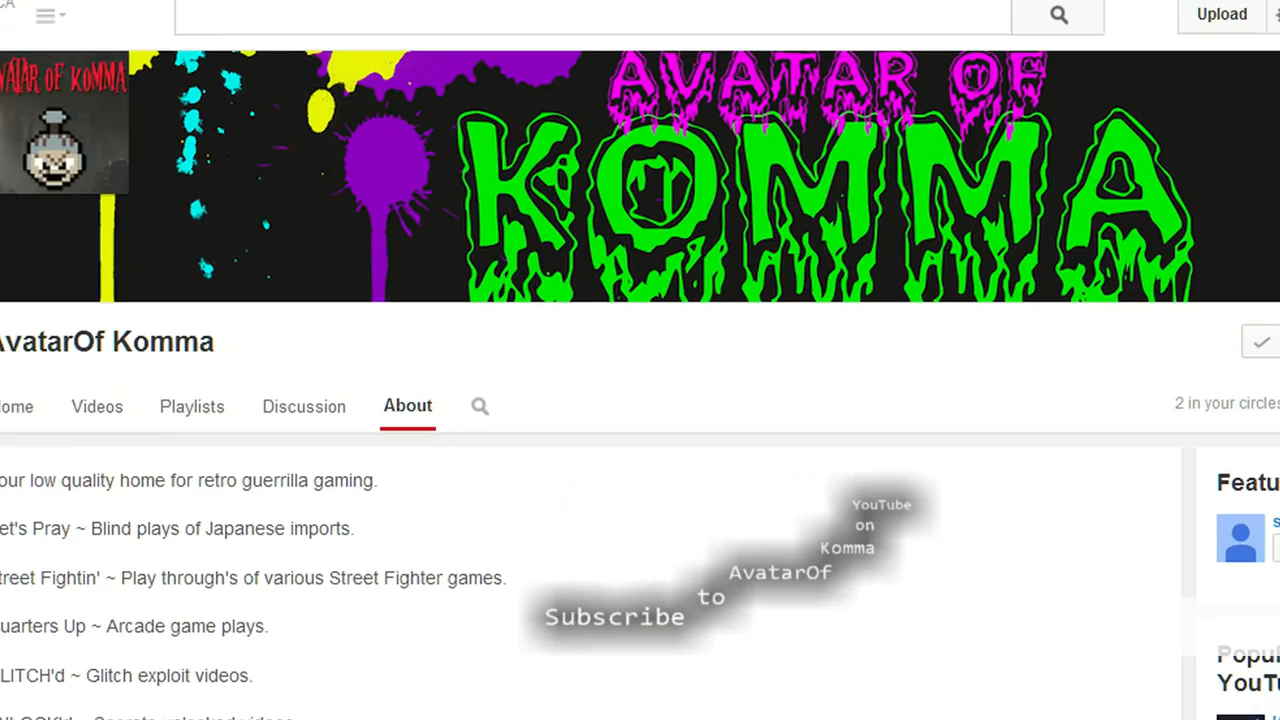 CA
Upload
AVATAR OF KOMMA
AVATAR OF
KOMMA
AvatarOf Komma
ome
Videos
Playlists
Discussion
About
2 in your circles
our low quality home for retro guerrilla gaming.
et's Pray ~ Blind plays of Japanese imports.
treet Fightin' ~ Play through's of various Street Fighter games.
uarters Up ~ Arcade game plays.
LITCH'd ~ Glitch exploit videos.
Featu
Popul
YouTu
YouTube
on
Komma
AvatarOf
to
Subscribe